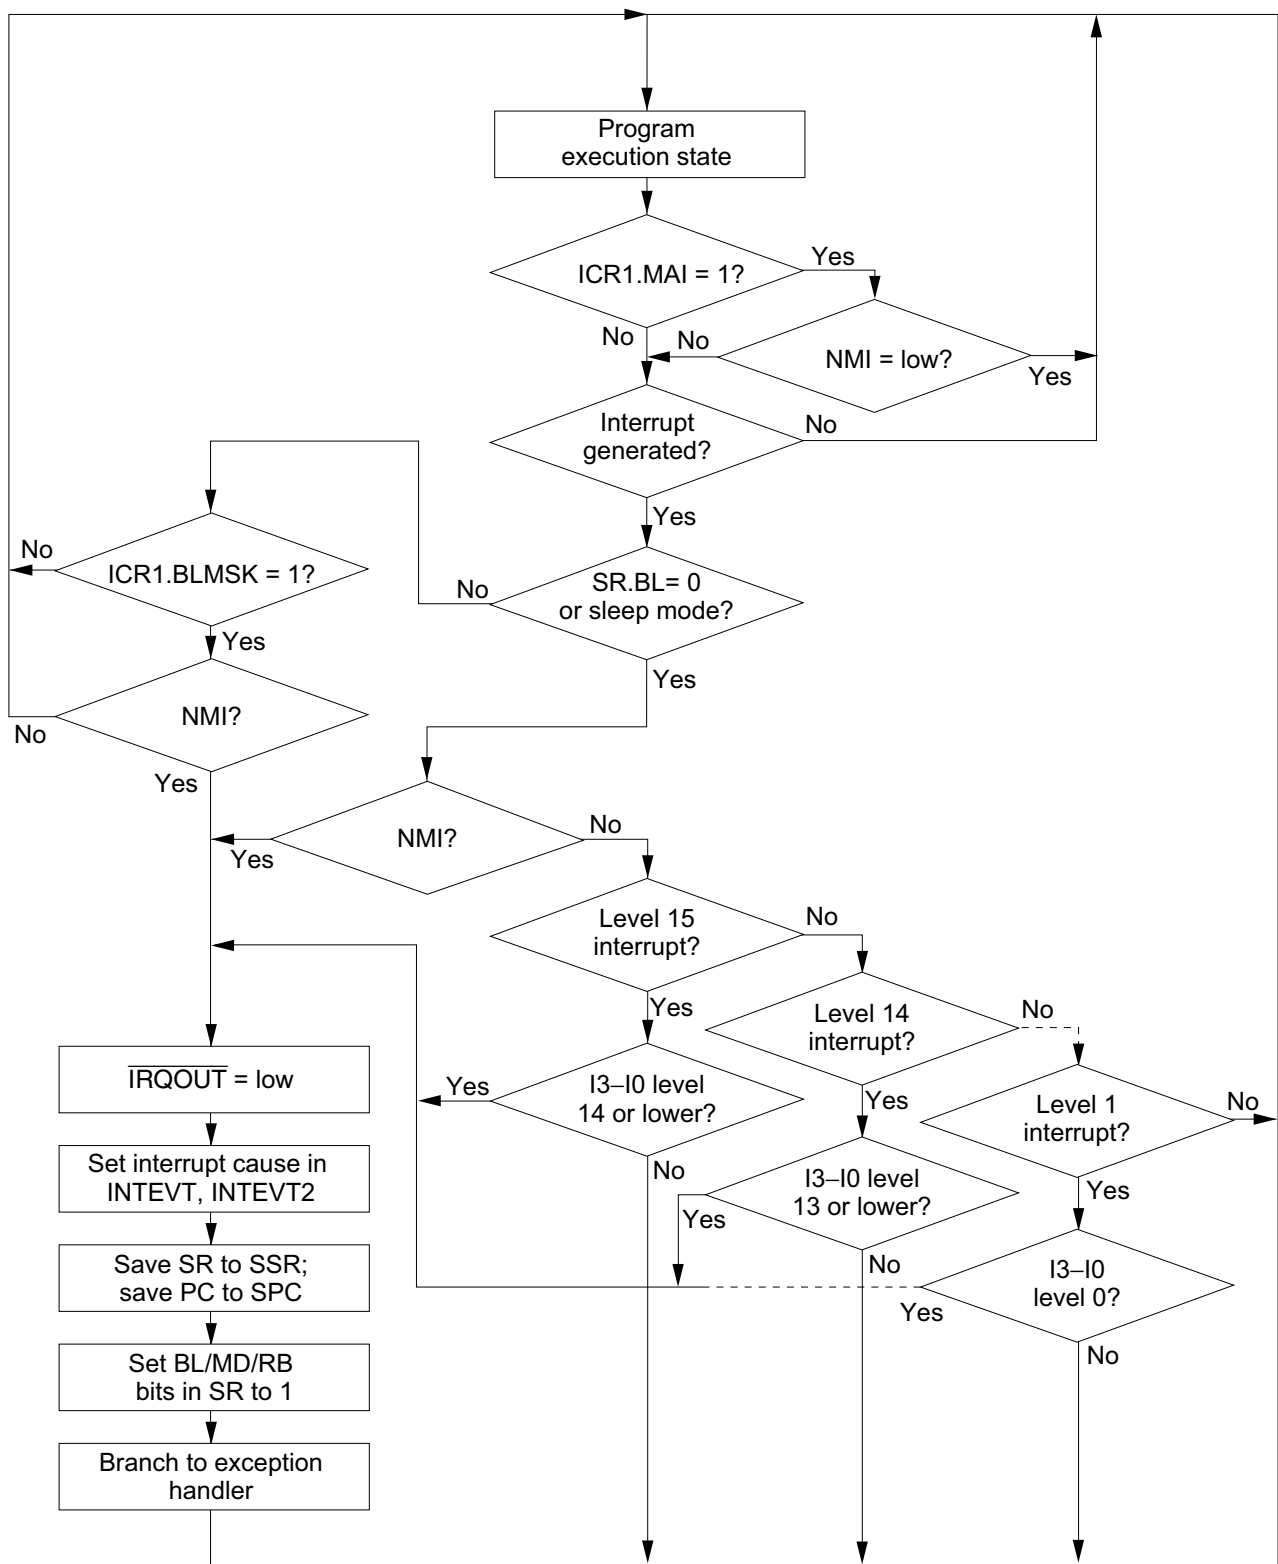 Program
execution state
ICR1.MAI = 1?
Yes
No
NMI = low?
No
Yes
Interrupt
generated?
No
Yes
SR.BL= 0
or sleep mode?
No
Yes
ICR1.BLMSK = 1?
No
Yes
NMI?
No
Yes
NMI?
Yes
No
Level 15
interrupt?
No
Yes
Level 14
interrupt?
No
Yes
Level 1
interrupt?
No
Yes
I3–I0 level
14 or lower?
Yes
No
I3–I0 level
13 or lower?
Yes
No
I3–I0
level 0?
Yes
No
IRQOUT = low
Set interrupt cause in
INTEVT, INTEVT2
Save SR to SSR;
save PC to SPC
Set BL/MD/RB
bits in SR to 1
Branch to exception
handler